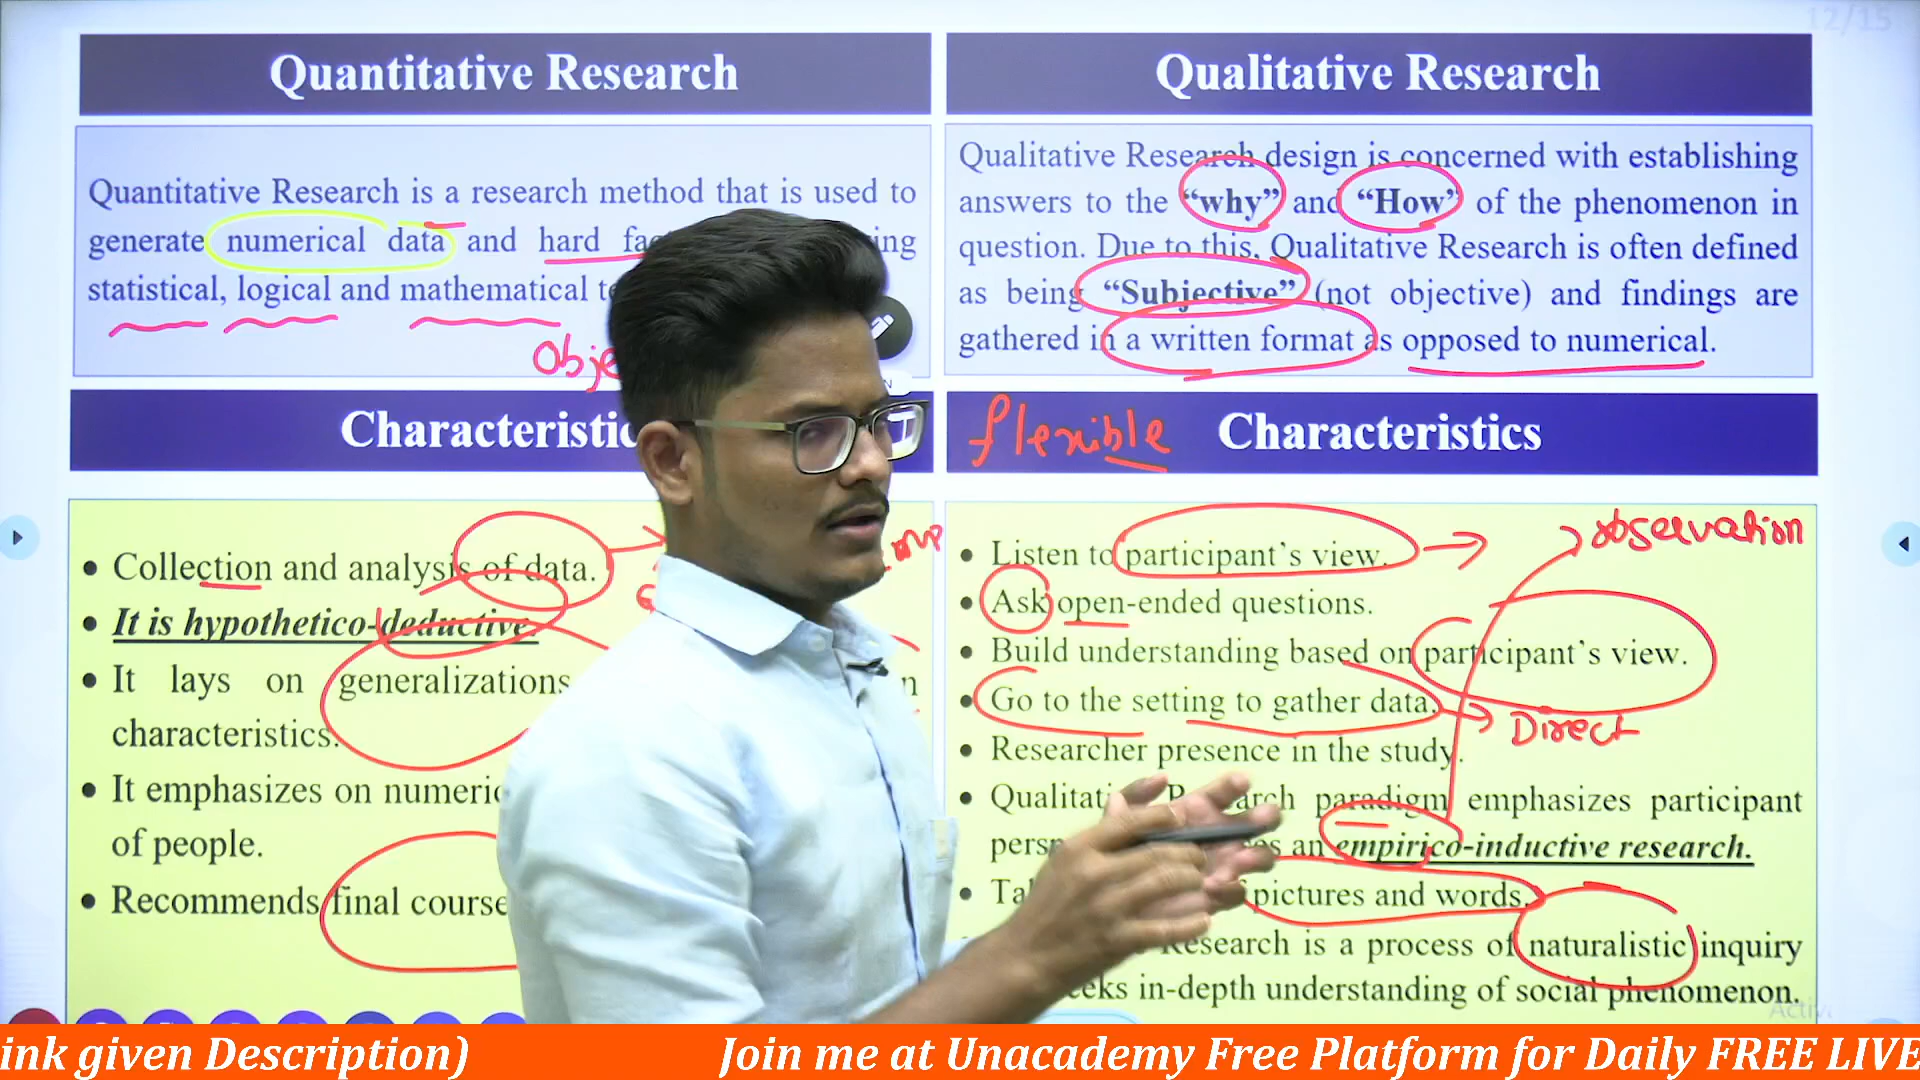 12/15
Quantitative Research
Quantitative Research is a research method that is used to
generate numerical data and hard
statistical, logical and mathematical
Characteristic
Collection and analysis of data.
It is hypothetico-deductive.
It lays on generalizations
characteristics.
It emphasizes on
of people.
Recommends final course
Qualitative Research
Qualitative Research design is concerned with establishing
answers to the “why” and “How” of the phenomenon in
question. Due to this, Qualitative Research is often defined
as being “Subjective” (not objective) and findings are
gathered in a written format as opposed to numerical.
flexible
Characteristics
Listen to participant’s view.
observation
Ask open-ended questions.
Build understanding based on participant’s view.
Go to the setting to gather data.
Direct
Researcher presence in the study.
Research paradigm emphasizes participant
an empirico-inductive research.
pictures and words.
Research is a process of naturalistic inquiry
in-depth understanding of social phenomenon.
given Description)
Join me at Unacademy Free Platform for Daily FREE LIVE